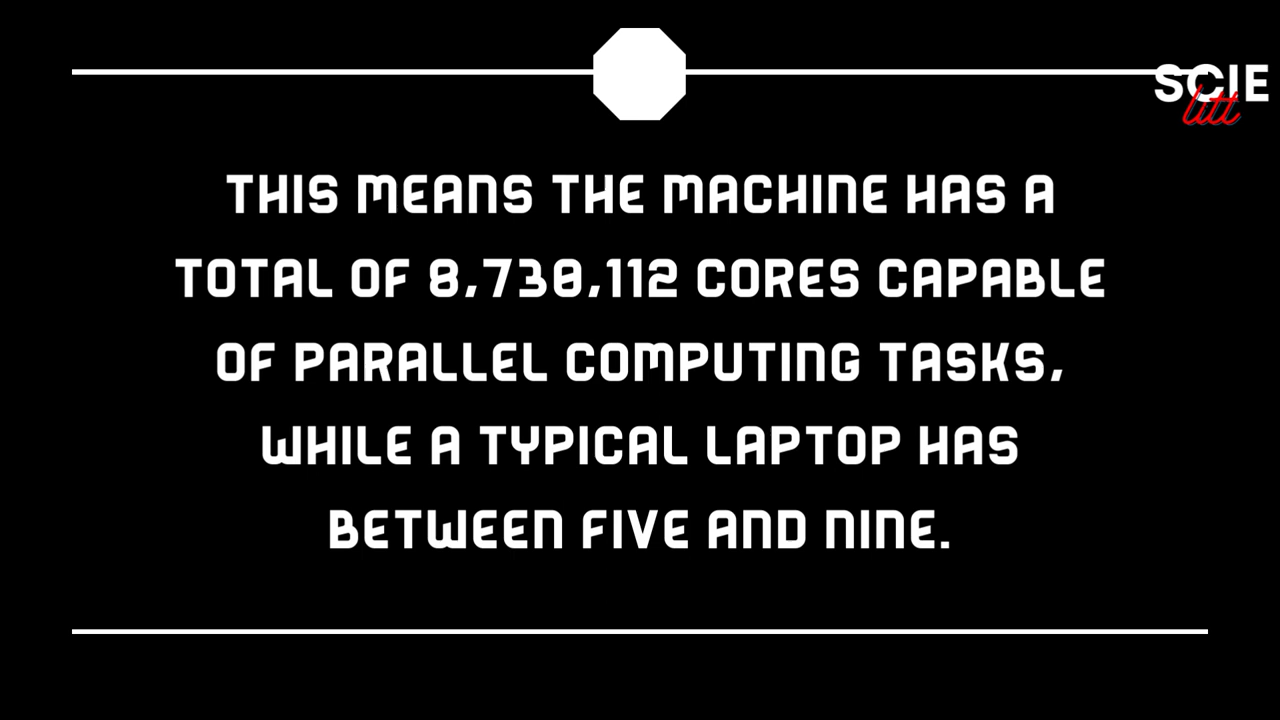 SCIE
litt
THIS MEANS THE MACHINE HAS A
TOTAL OF 8,730,112 CORES CAPABLE
OF PARALLEL COMPUTING TASKS,
WHILE A TYPICAL LAPTOP HAS
BETWEEN FIVE AND NINE.